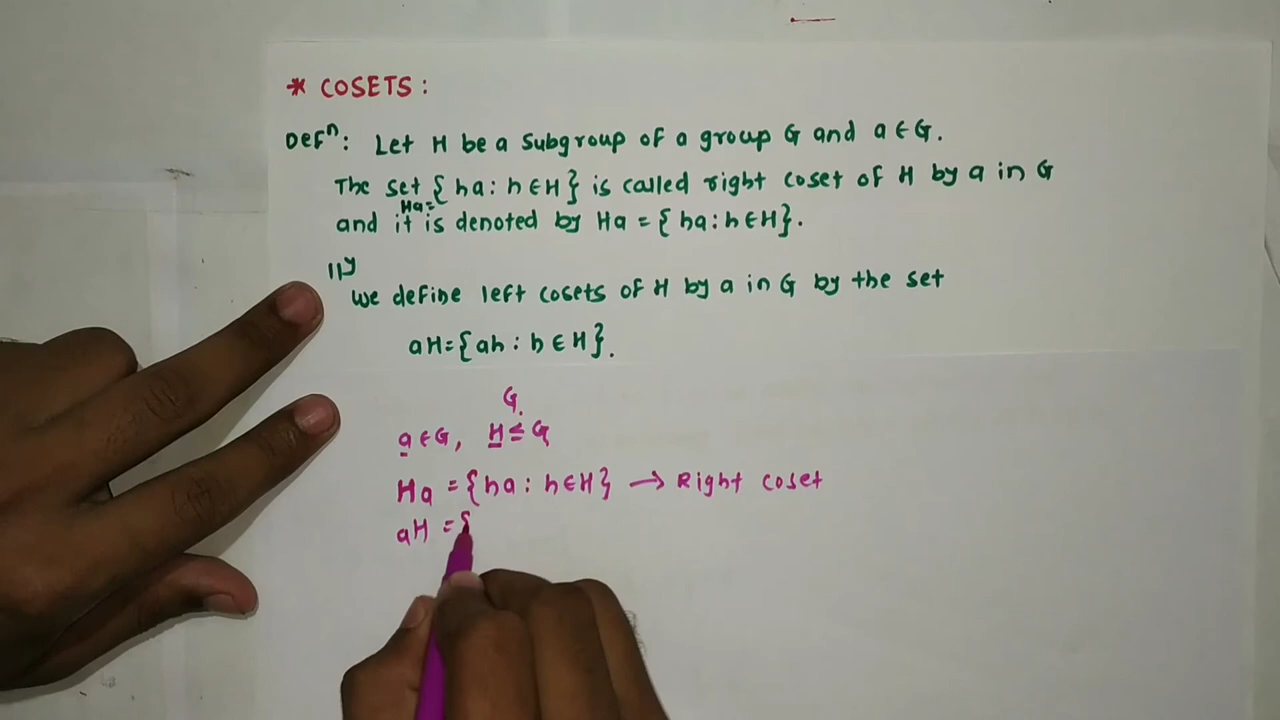 * COSETS:
Defⁿ: Let H be a subgroup of a group G and a ∈ G.
The set {ha: h∈H} is called right coset of H by a in G
Ha=
and it is denoted by Ha = {ha: h∈H}.
llʸ
We define left cosets of H by a in G by the set
aH={ah : h∈H}.
G.
a∈G, H≤G
Ha = {ha : h∈H} → Right coset
aH = {